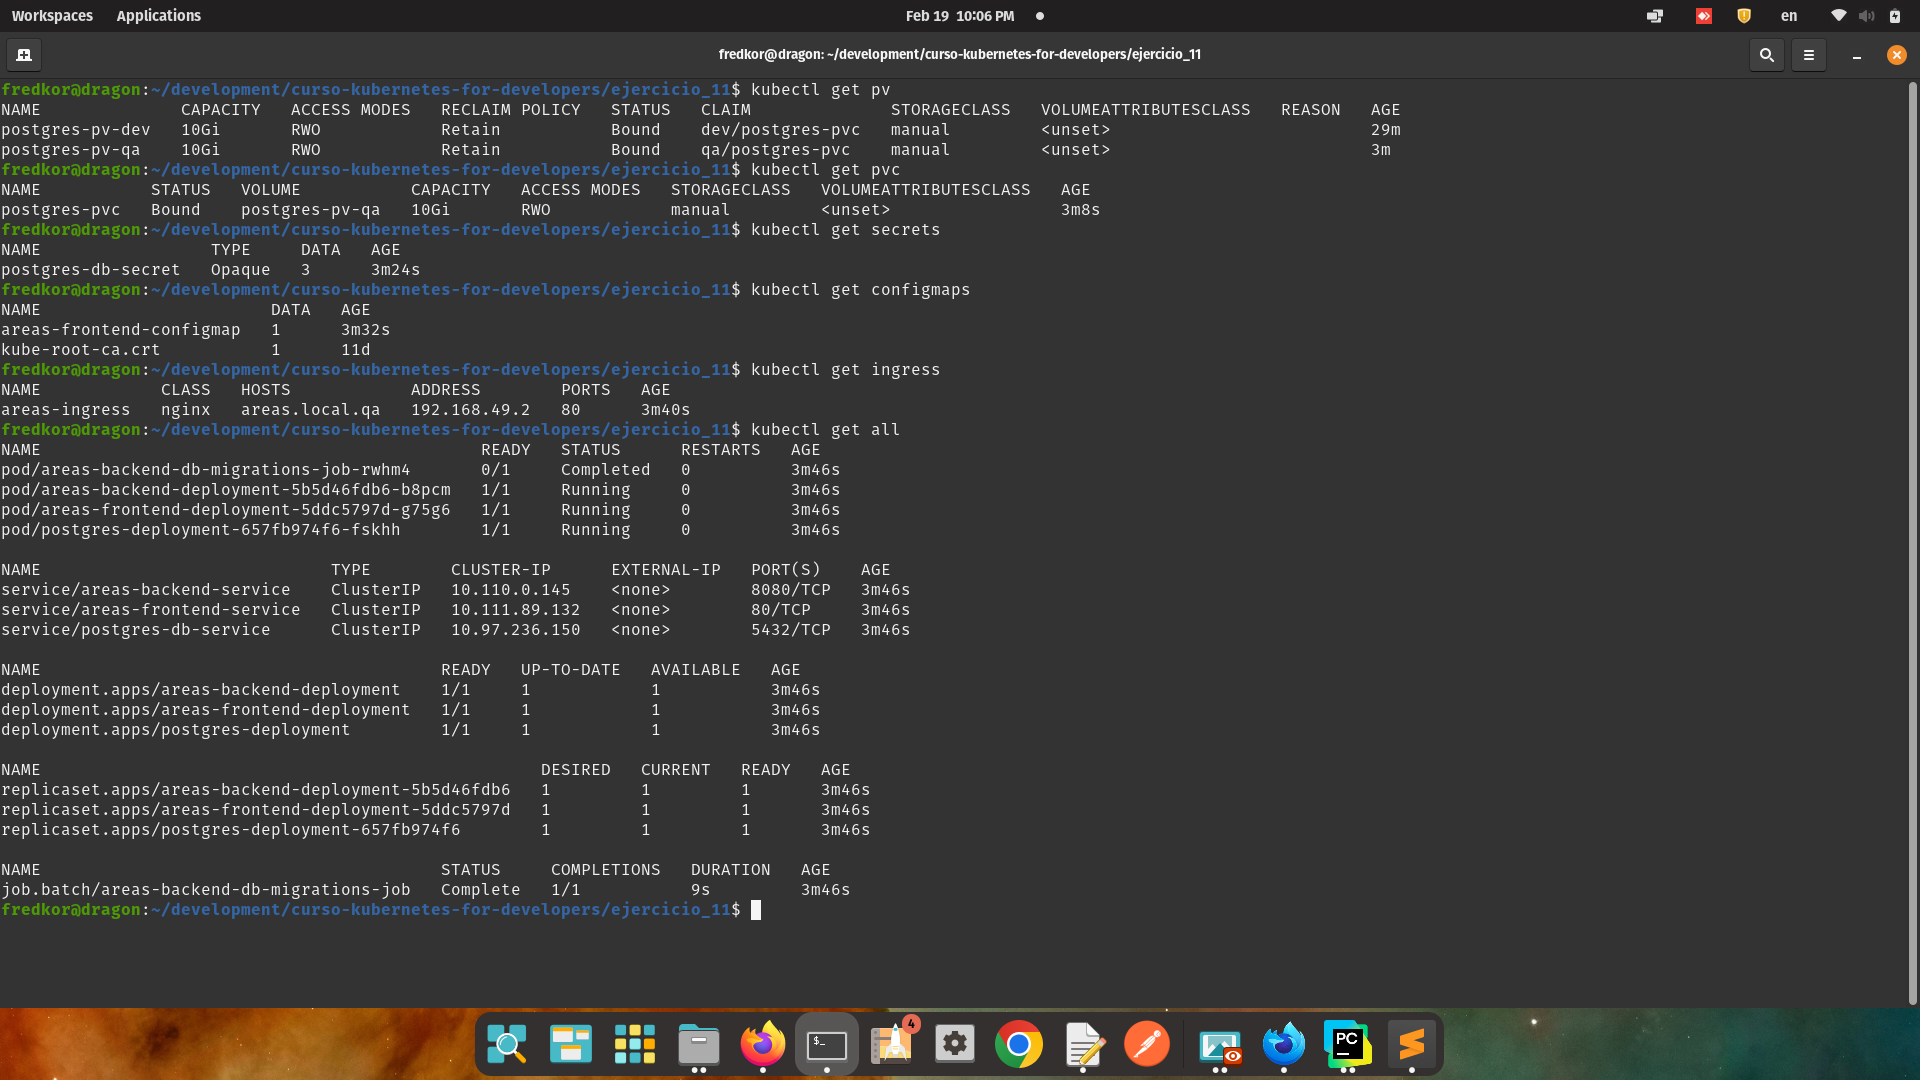 Workspaces Applications Feb 19 10:06 PM en
fredkor@dragon: ~/development/curso-kubernetes-for-developers/ejercicio_11
fredkor@dragon:~/development/curso-kubernetes-for-developers/ejercicio_11$ kubectl get pv
NAME CAPACITY ACCESS MODES RECLAIM POLICY STATUS CLAIM STORAGECLASS VOLUMEATTRIBUTESCLASS REASON AGE
postgres-pv-dev 10Gi RWO Retain Bound dev/postgres-pvc manual <unset> 29m
postgres-pv-qa 10Gi RWO Retain Bound qa/postgres-pvc manual <unset> 3m
fredkor@dragon:~/development/curso-kubernetes-for-developers/ejercicio_11$ kubectl get pvc
NAME STATUS VOLUME CAPACITY ACCESS MODES STORAGECLASS VOLUMEATTRIBUTESCLASS AGE
postgres-pvc Bound postgres-pv-qa 10Gi RWO manual <unset> 3m8s
fredkor@dragon:~/development/curso-kubernetes-for-developers/ejercicio_11$ kubectl get secrets
NAME TYPE DATA AGE
postgres-db-secret Opaque 3 3m24s
fredkor@dragon:~/development/curso-kubernetes-for-developers/ejercicio_11$ kubectl get configmaps
NAME DATA AGE
areas-frontend-configmap 1 3m32s
kube-root-ca.crt 1 11d
fredkor@dragon:~/development/curso-kubernetes-for-developers/ejercicio_11$ kubectl get ingress
NAME CLASS HOSTS ADDRESS PORTS AGE
areas-ingress nginx areas.local.qa 192.168.49.2 80 3m40s
fredkor@dragon:~/development/curso-kubernetes-for-developers/ejercicio_11$ kubectl get all
NAME READY STATUS RESTARTS AGE
pod/areas-backend-db-migrations-job-rwhm4 0/1 Completed 0 3m46s
pod/areas-backend-deployment-5b5d46fdb6-b8pcm 1/1 Running 0 3m46s
pod/areas-frontend-deployment-5ddc5797d-g75g6 1/1 Running 0 3m46s
pod/postgres-deployment-657fb974f6-fskhh 1/1 Running 0 3m46s
NAME TYPE CLUSTER-IP EXTERNAL-IP PORT(S) AGE
service/areas-backend-service ClusterIP 10.110.0.145 <none> 8080/TCP 3m46s
service/areas-frontend-service ClusterIP 10.111.89.132 <none> 80/TCP 3m46s
service/postgres-db-service ClusterIP 10.97.236.150 <none> 5432/TCP 3m46s
NAME READY UP-TO-DATE AVAILABLE AGE
deployment.apps/areas-backend-deployment 1/1 1 1 3m46s
deployment.apps/areas-frontend-deployment 1/1 1 1 3m46s
deployment.apps/postgres-deployment 1/1 1 1 3m46s
NAME DESIRED CURRENT READY AGE
replicaset.apps/areas-backend-deployment-5b5d46fdb6 1 1 1 3m46s
replicaset.apps/areas-frontend-deployment-5ddc5797d 1 1 1 3m46s
replicaset.apps/postgres-deployment-657fb974f6 1 1 1 3m46s
NAME STATUS COMPLETIONS DURATION AGE
job.batch/areas-backend-db-migrations-job Complete 1/1 9s 3m46s
fredkor@dragon:~/development/curso-kubernetes-for-developers/ejercicio_11$
$_ 4 PC